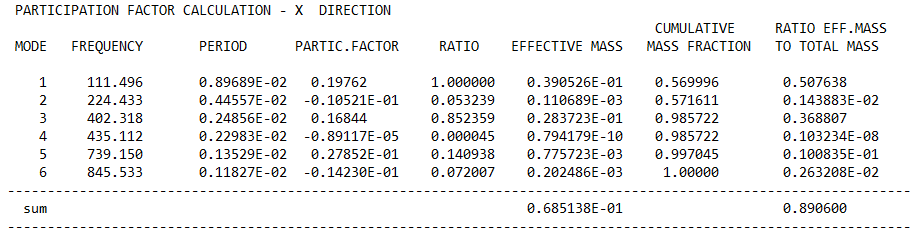 PARTICIPATION FACTOR CALCULATION - X  DIRECTION
CUMULATIVE RATIO EFF.MASS
MODE FREQUENCY PERIOD PARTIC.FACTOR RATIO EFFECTIVE MASS MASS FRACTION TO TOTAL MASS
1 111.496 0.89689E-02 0.19762 1.000000 0.390526E-01 0.569996 0.507638
2 224.433 0.44557E-02 -0.10521E-01 0.053239 0.110689E-03 0.571611 0.143883E-02
3 402.318 0.24856E-02 0.16844 0.852359 0.283723E-01 0.985722 0.368807
4 435.112 0.22983E-02 -0.89117E-05 0.000045 0.794179E-10 0.985722 0.103234E-08
5 739.150 0.13529E-02 0.27852E-01 0.140938 0.775723E-03 0.997045 0.100835E-01
6 845.533 0.11827E-02 -0.14230E-01 0.072007 0.202486E-03 1.00000 0.263208E-02
sum 0.685138E-01 0.890600